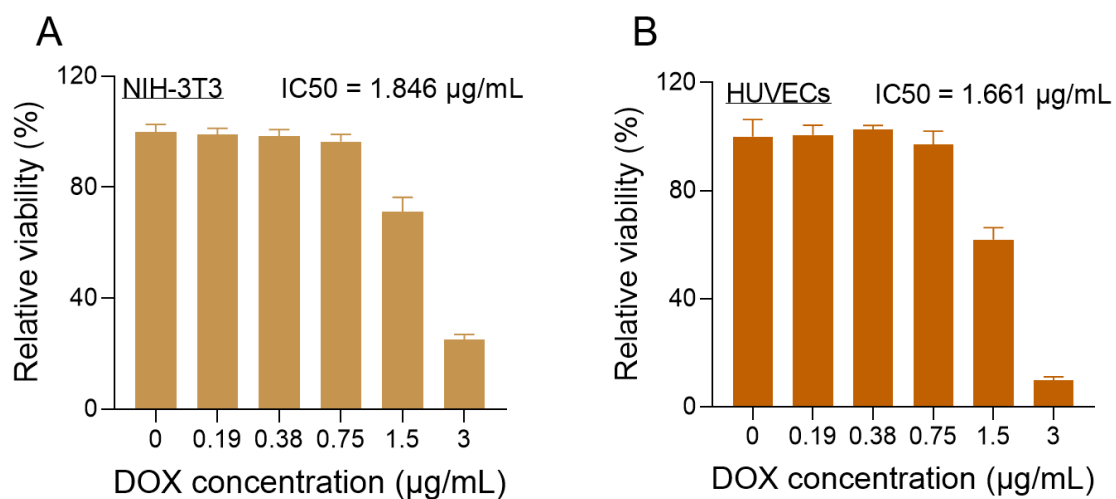 A
NIH-3T3 IC50 = 1.846 µg/mL
Relative viability (%)
120
80
40
0
0 0.19 0.38 0.75 1.5 3
DOX concentration (µg/mL)
B
HUVECs IC50 = 1.661 µg/mL
Relative viability (%)
120
80
40
0
0 0.19 0.38 0.75 1.5 3
DOX concentration (µg/mL)